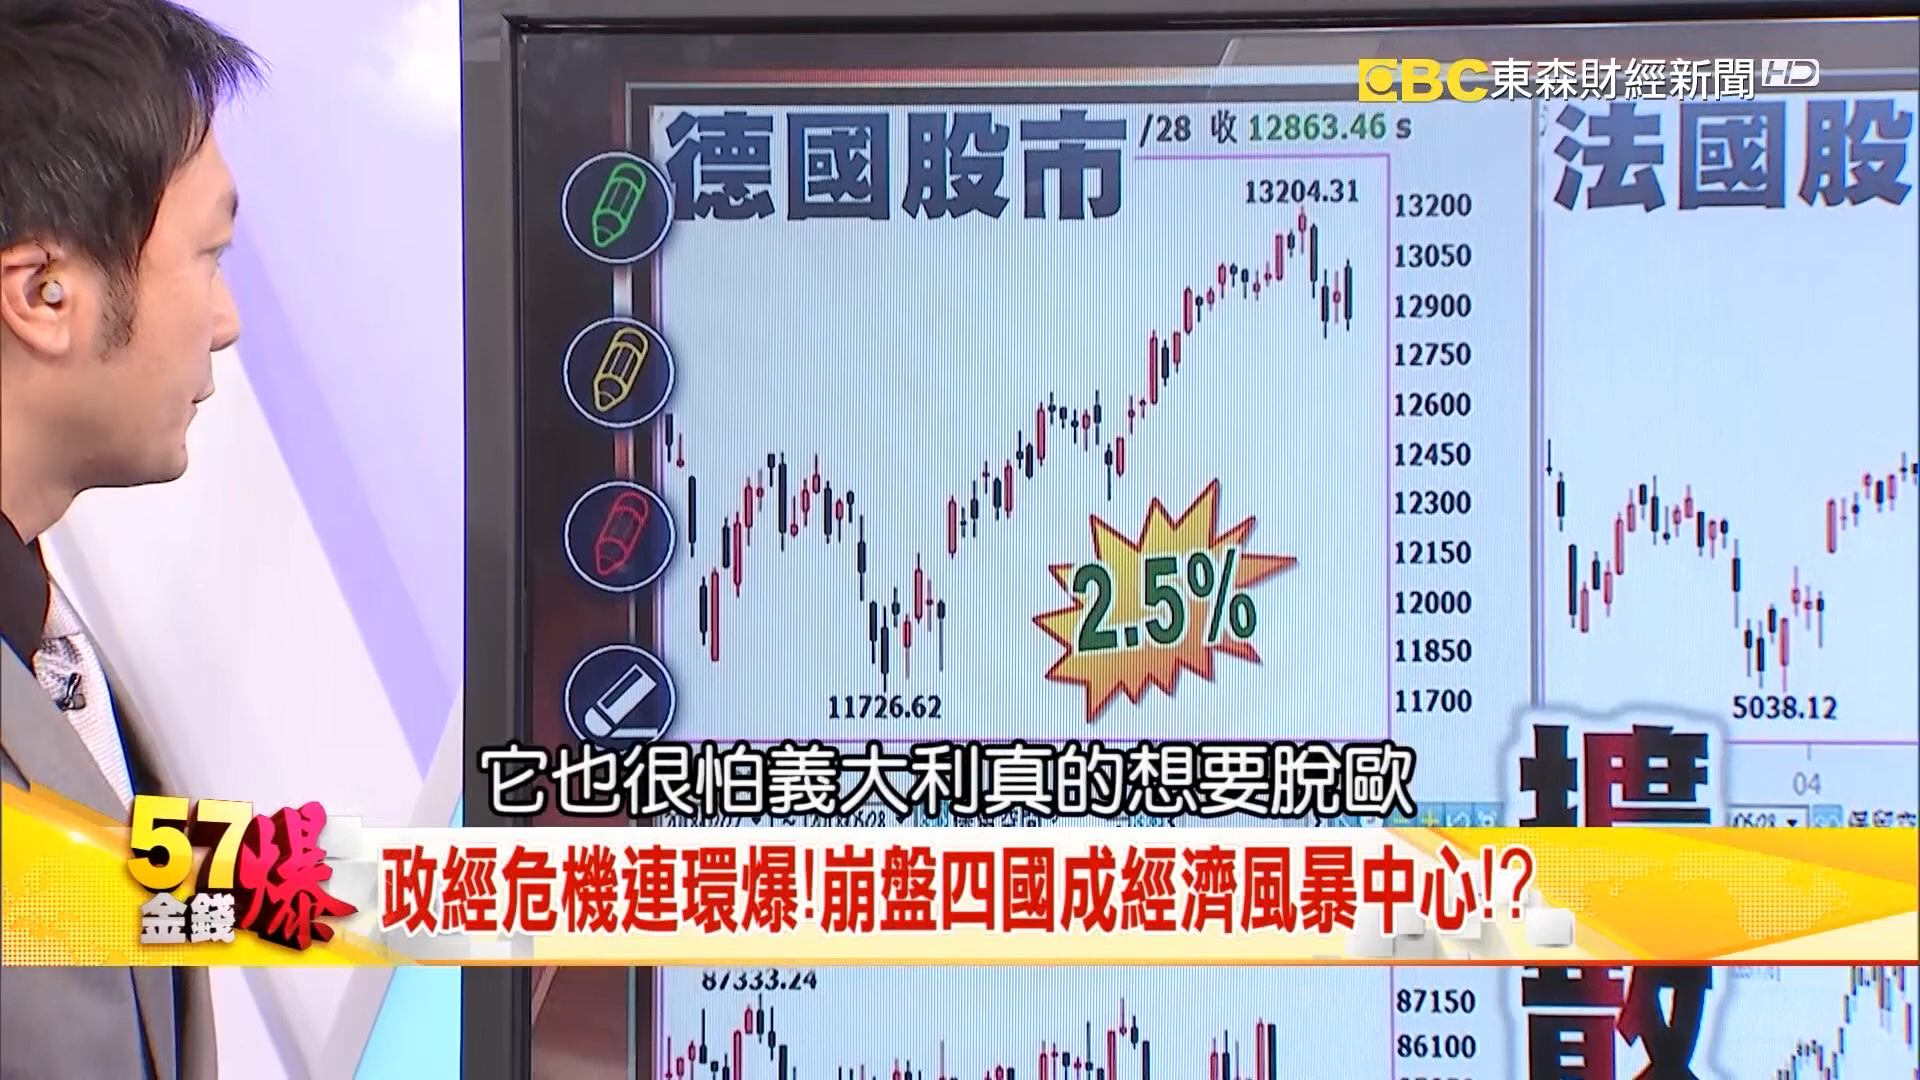 EBC東森財經新聞HD
德國股市 /28 收 12863.46 s
法國股
13204.31
13200
13050
12900
12750
12600
12450
12300
12150
12000
11850
11700
2.5%
11726.62
5038.12
04
擴散
它也很怕義大利真的想要脫歐
05/28
57金錢爆
政經危機連環爆!崩盤四國成經濟風暴中心!?
87333.24
87150
86100